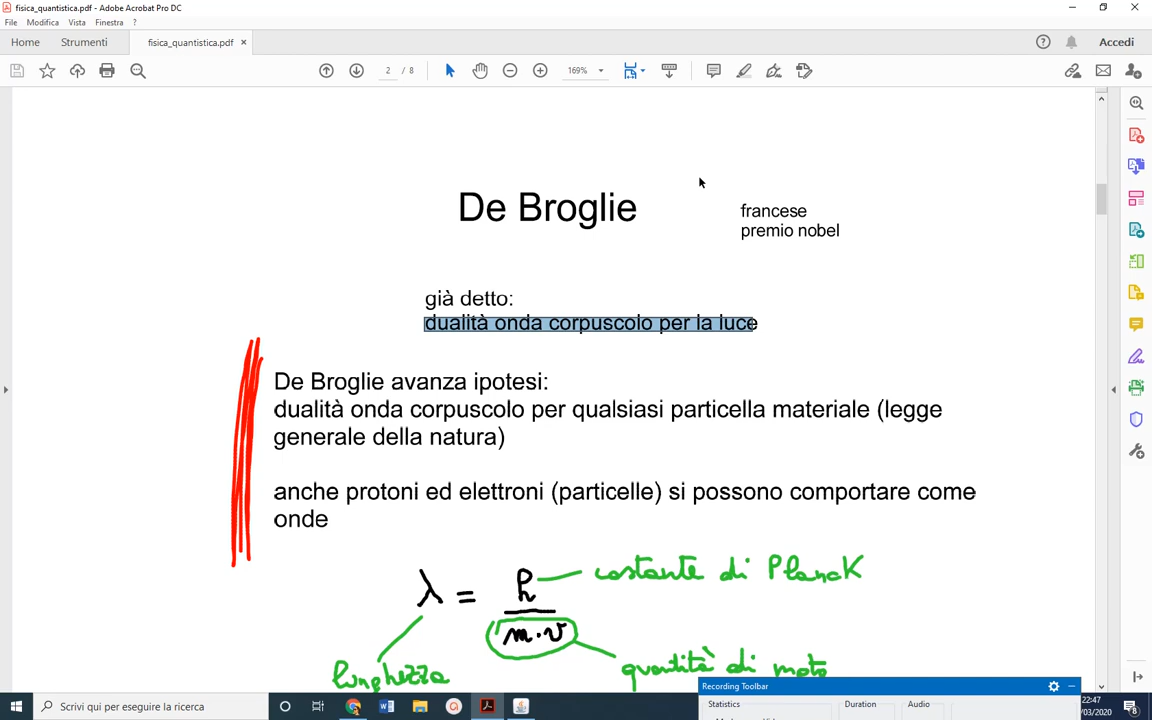 fisica_quantistica.pdf - Adobe Acrobat Pro DC
File Modifica Vista Finestra ?
Home Strumenti fisica_quantistica.pdf × Accedi
2 / 8 169%
De Broglie
francese
premio nobel
già detto:
dualità onda corpuscolo per la luce
De Broglie avanza ipotesi:
dualità onda corpuscolo per qualsiasi particella materiale (legge
generale della natura)
anche protoni ed elettroni (particelle) si possono comportare come
onde
λ = h costante di Planck
m·v
lunghezza quantità di moto
Recording Toolbar
Statistics Duration Audio
Scrivi qui per eseguire la ricerca
22:47
/03/2020